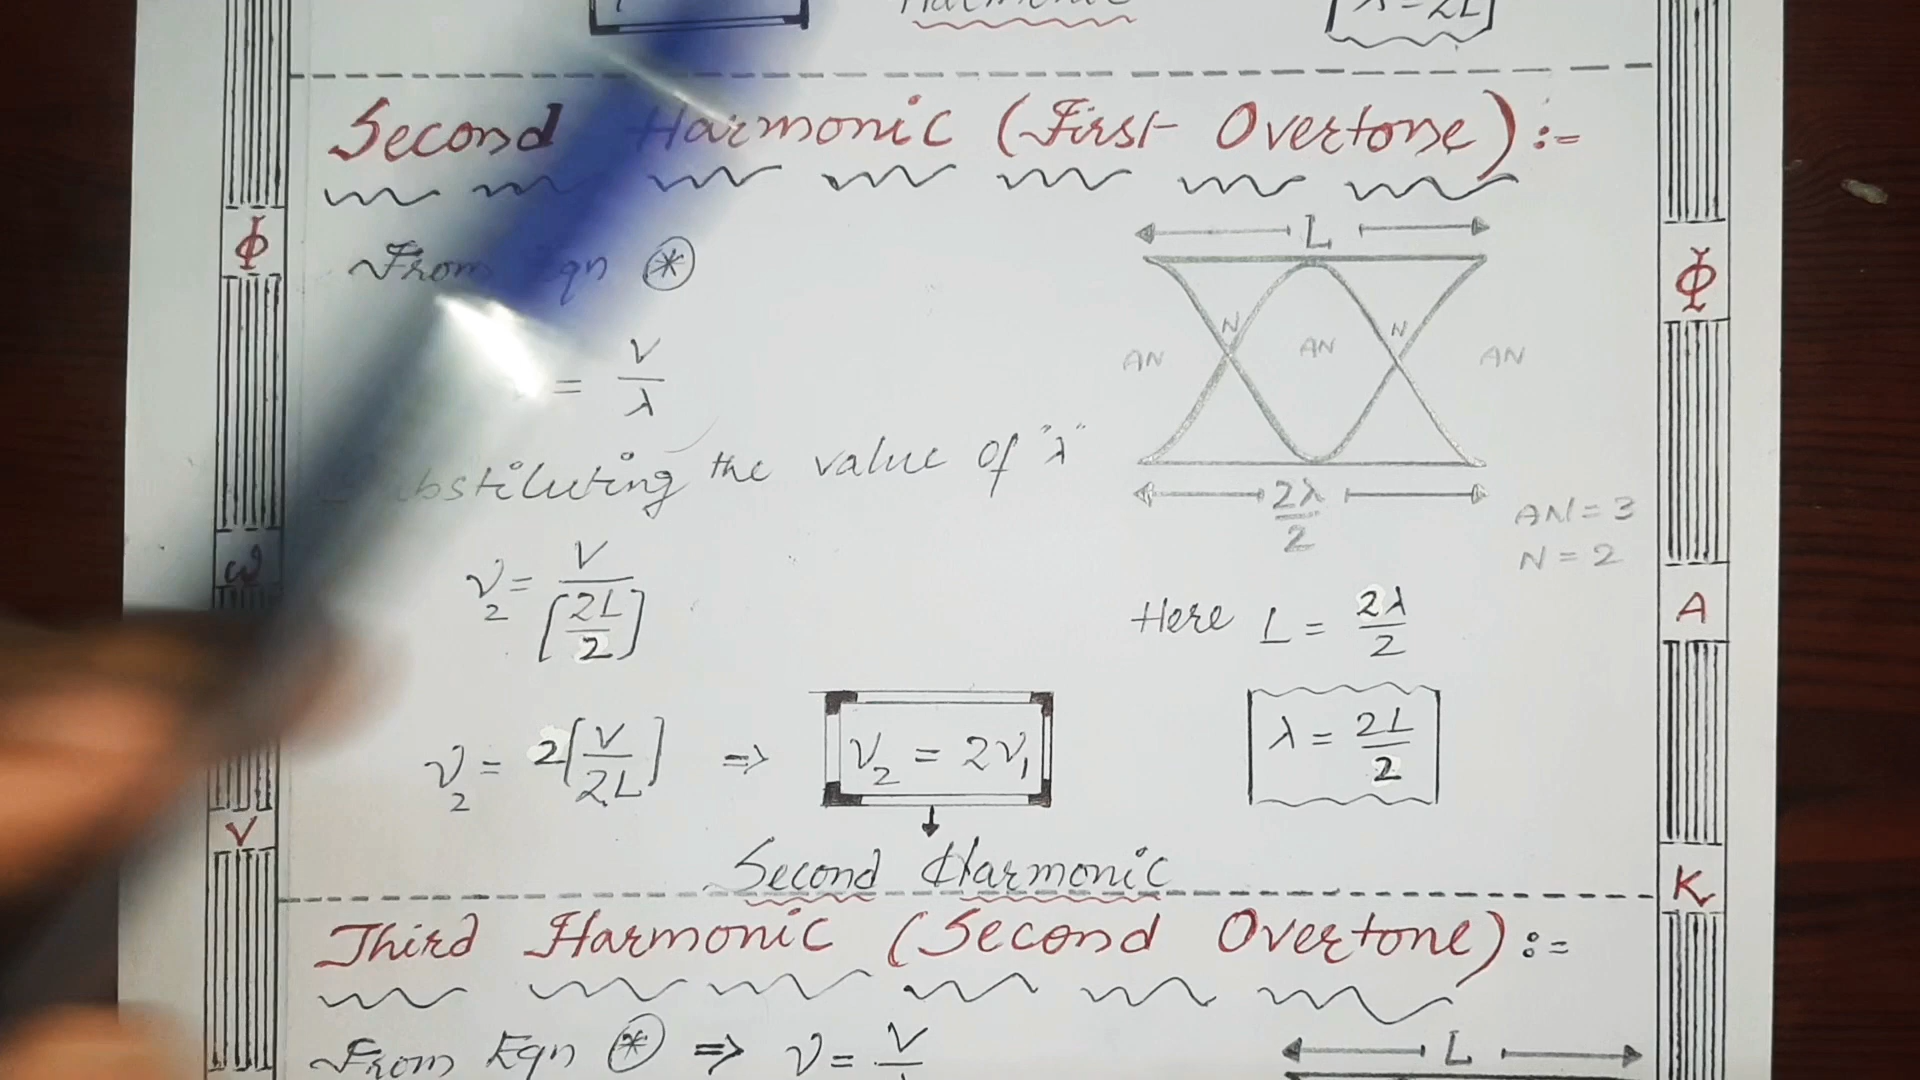 λ = 2L
Second Harmonic (First Overtone) :-
From Eqn ⊛
= V/λ
L
N
N
AN
AN
AN
Substituting the value of "λ"
2λ/2
AN = 3
N = 2
ν₂ = V/[2L/2]
Here L = 2λ/2
ν₂ = 2[V/2L] ⇒ ν₂ = 2ν₁
λ = 2L/2
Second Harmonic
Third Harmonic (Second Overtone) :=
From Eqn ⊛ ⇒ ν = V
L
Φ
ω
V
Φ
A
K